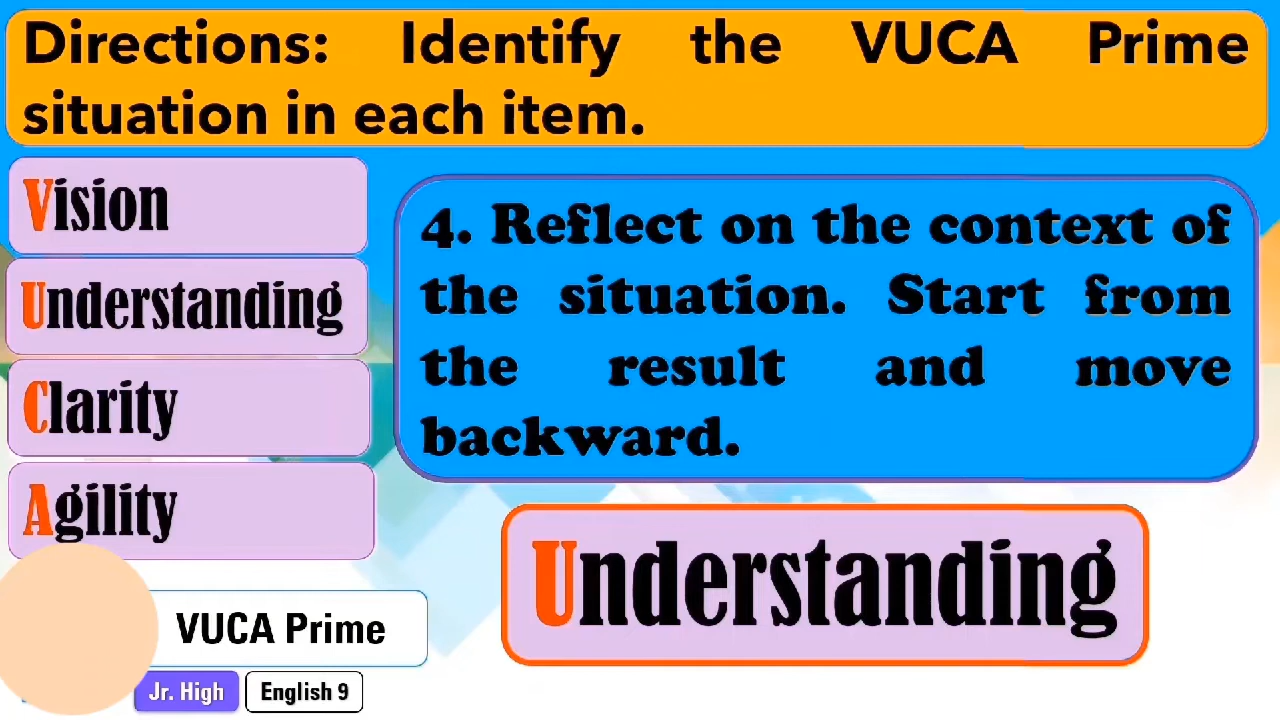 Directions: Identify the VUCA Prime
situation in each item.
Vision
Understanding
Clarity
Agility
4. Reflect on the context of
the situation. Start from
the result and move
backward.
Understanding
VUCA Prime
Jr. High
English 9